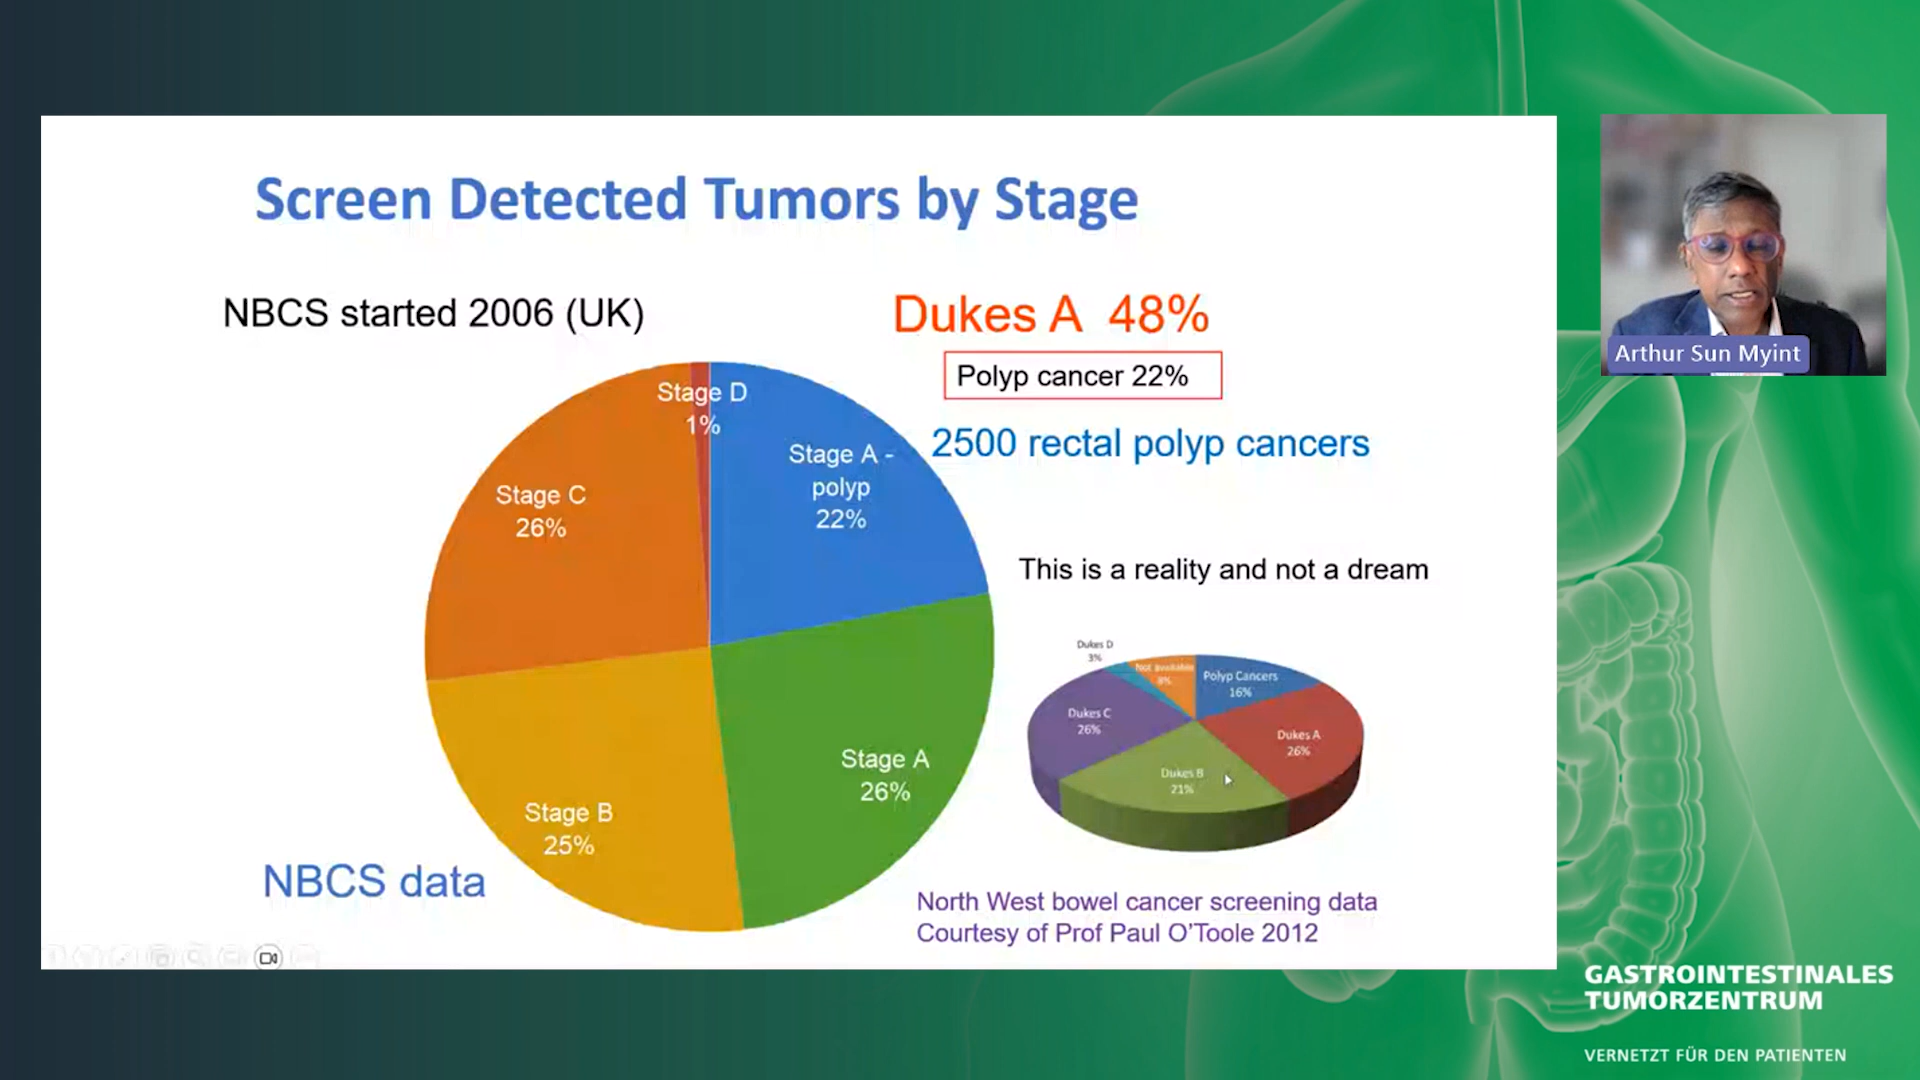 Screen Detected Tumors by Stage
NBCS started 2006 (UK)
Dukes A 48%
Polyp cancer 22%
2500 rectal polyp cancers
Stage D
1%
Stage A -
polyp
22%
Stage C
26%
Stage A
26%
Stage B
25%
NBCS data
This is a reality and not a dream
Dukes D
3%
Not available
8%
Polyp Cancers
16%
Dukes C
26%
Dukes A
26%
Dukes B
21%
North West bowel cancer screening data
Courtesy of Prof Paul O'Toole 2012
Arthur Sun Myint
GASTROINTESTINALES
TUMORZENTRUM
VERNETZT FÜR DEN PATIENTEN